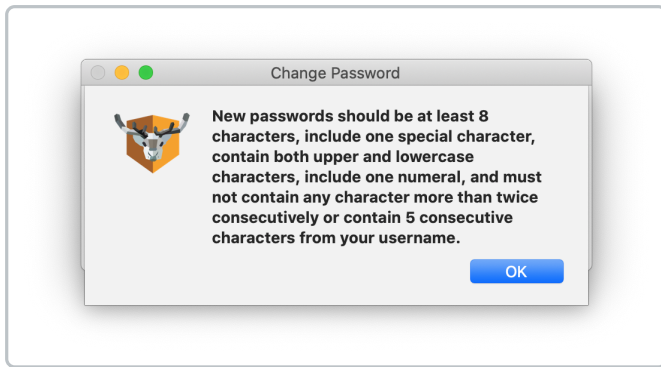 Change Password
New passwords should be at least 8
characters, include one special character,
contain both upper and lowercase
characters, include one numeral, and must
not contain any character more than twice
consecutively or contain 5 consecutive
characters from your username.
OK